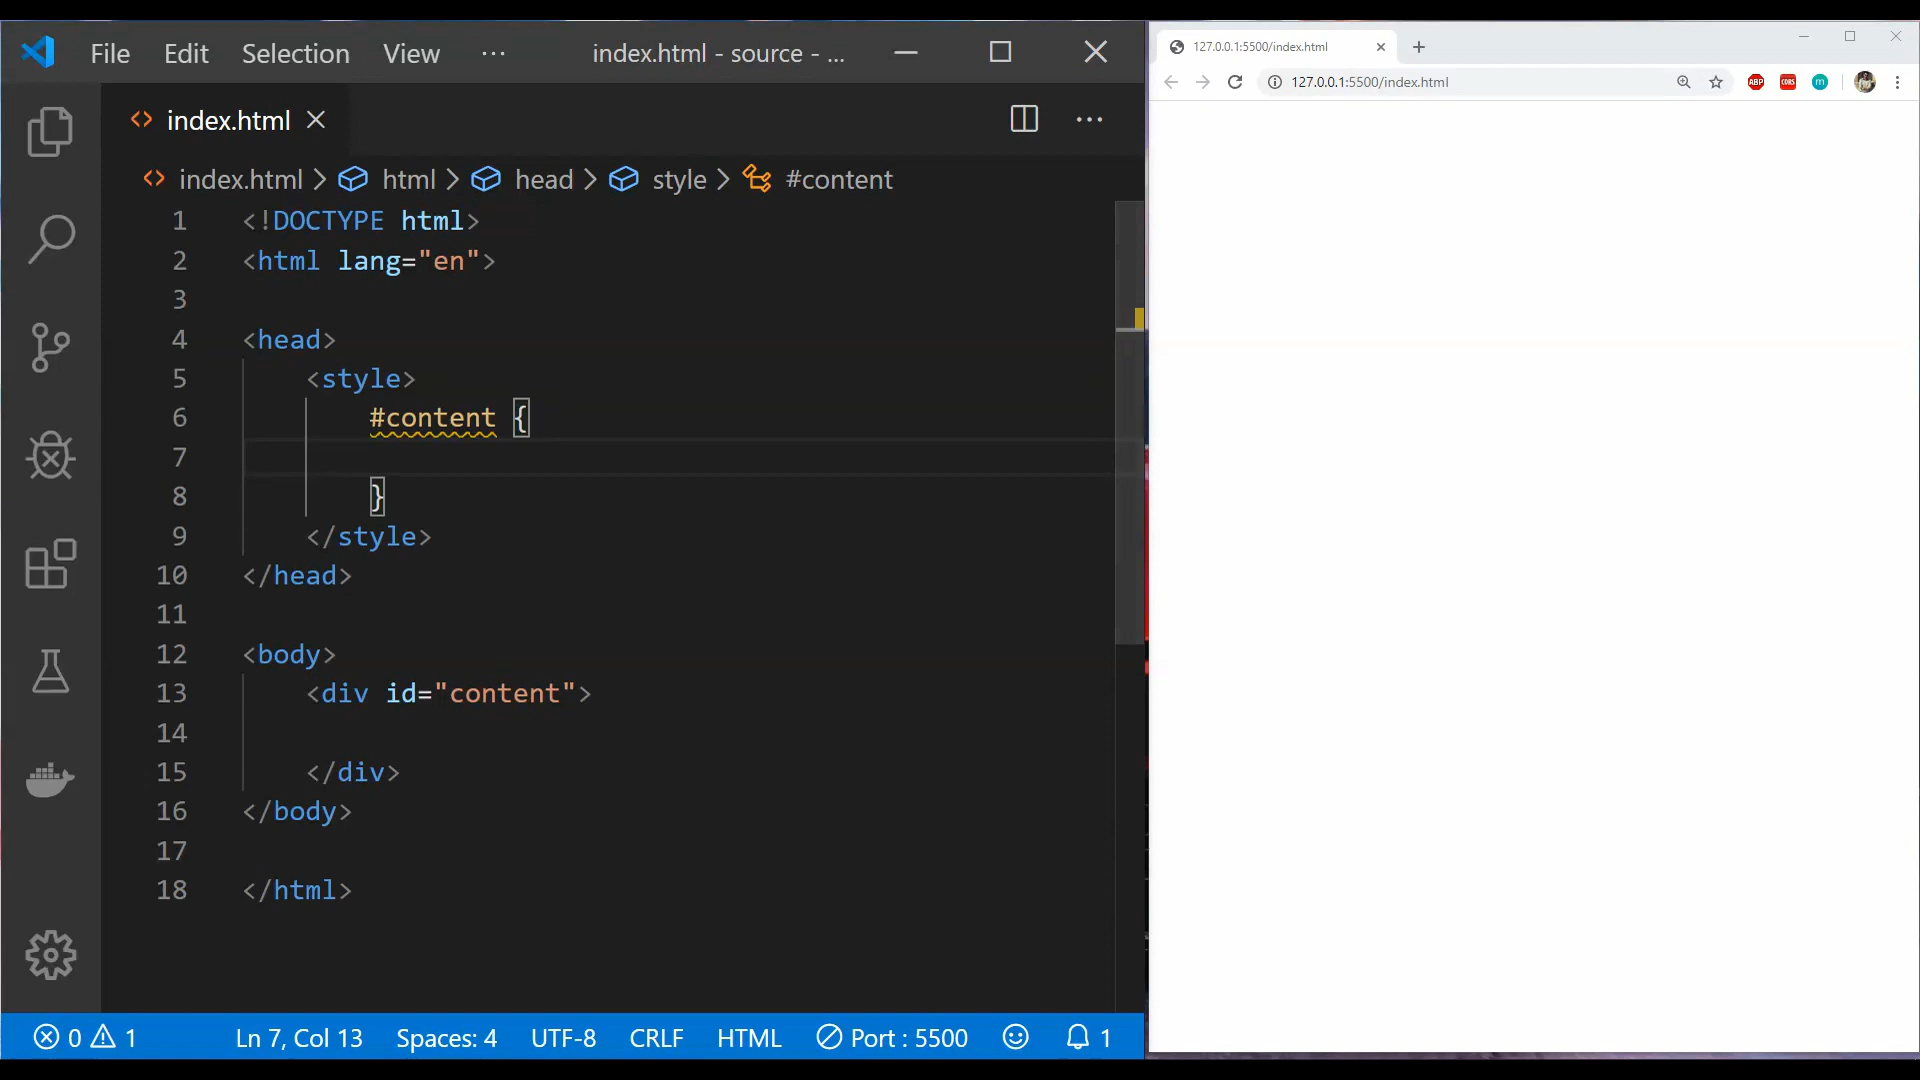 File Edit Selection View ··· index.html - source - ...
index.html
index.html > html > head > style > #content
1 <!DOCTYPE html>
2 <html lang="en">
3
4 <head>
5     <style>
6         #content {
7
8         }
9     </style>
10 </head>
11
12 <body>
13     <div id="content">
14
15     </div>
16 </body>
17
18 </html>
0 1 Ln 7, Col 13 Spaces: 4 UTF-8 CRLF HTML Port : 5500 1
127.0.0.1:5500/index.html
127.0.0.1:5500/index.html ABP CORS m